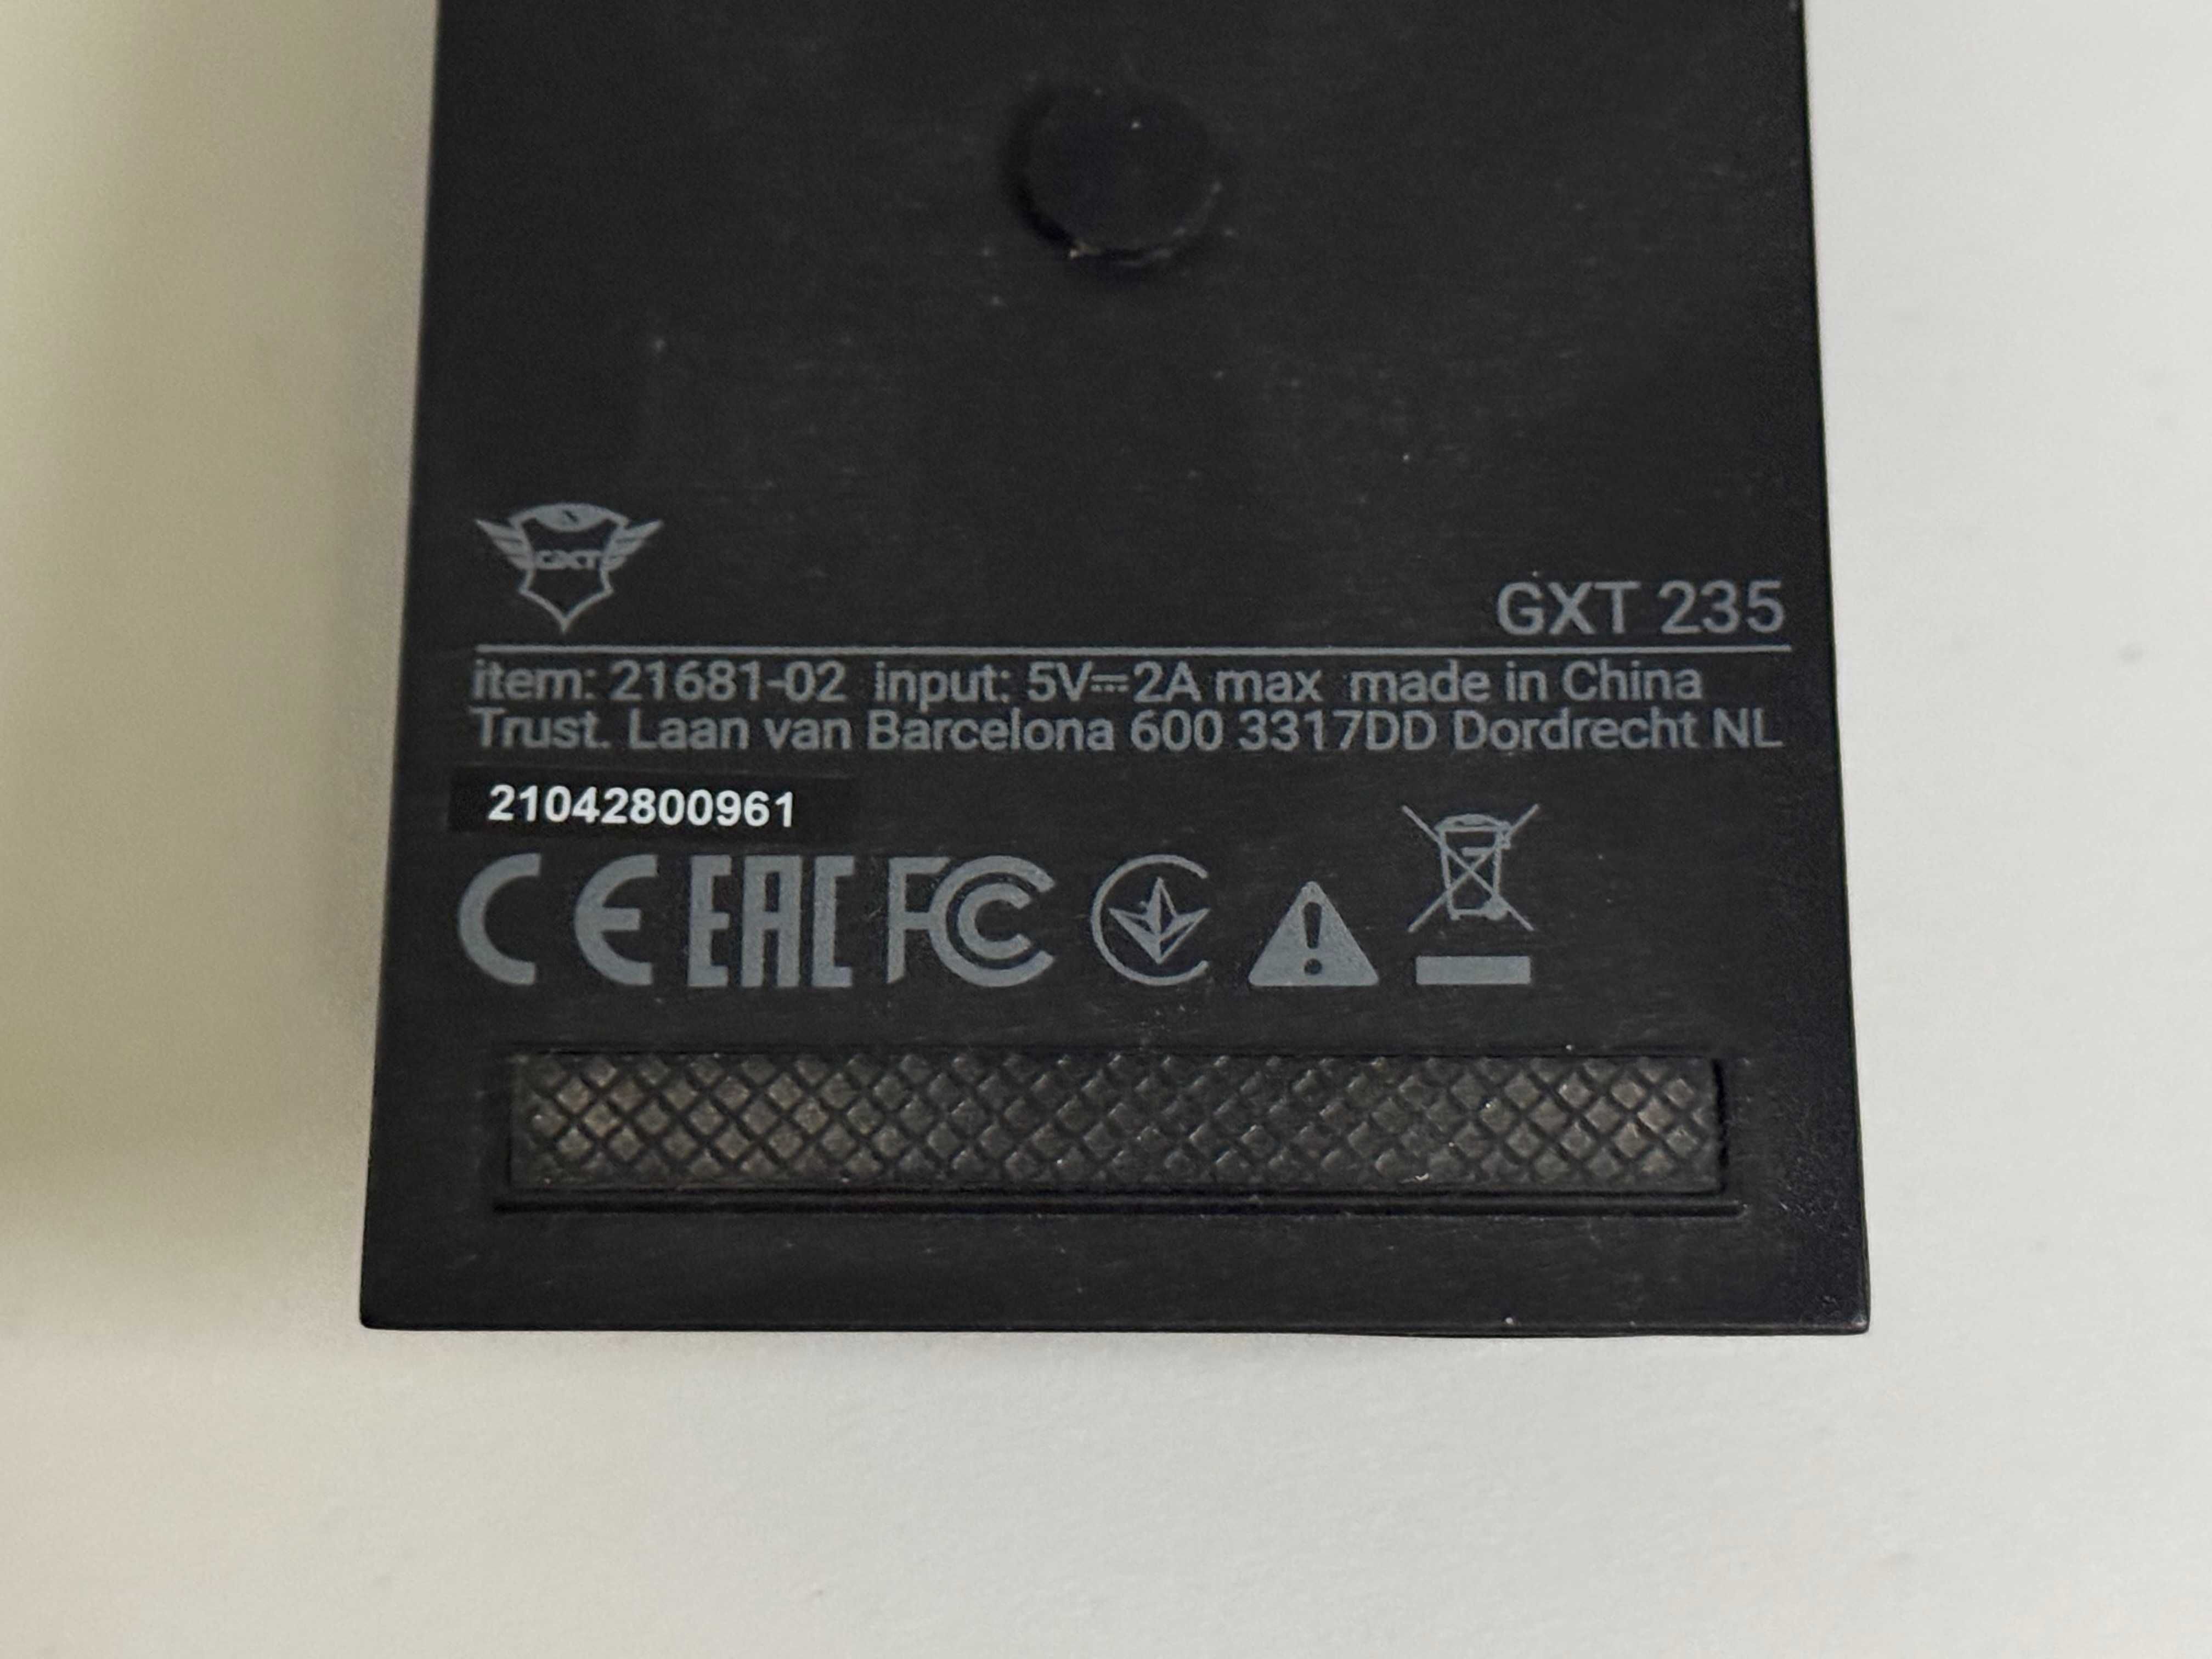 GXT
GXT 235
item: 21681-02 input: 5V⎓2A max made in China
Trust. Laan van Barcelona 600 3317DD Dordrecht NL
21042800961
CE EAC FC